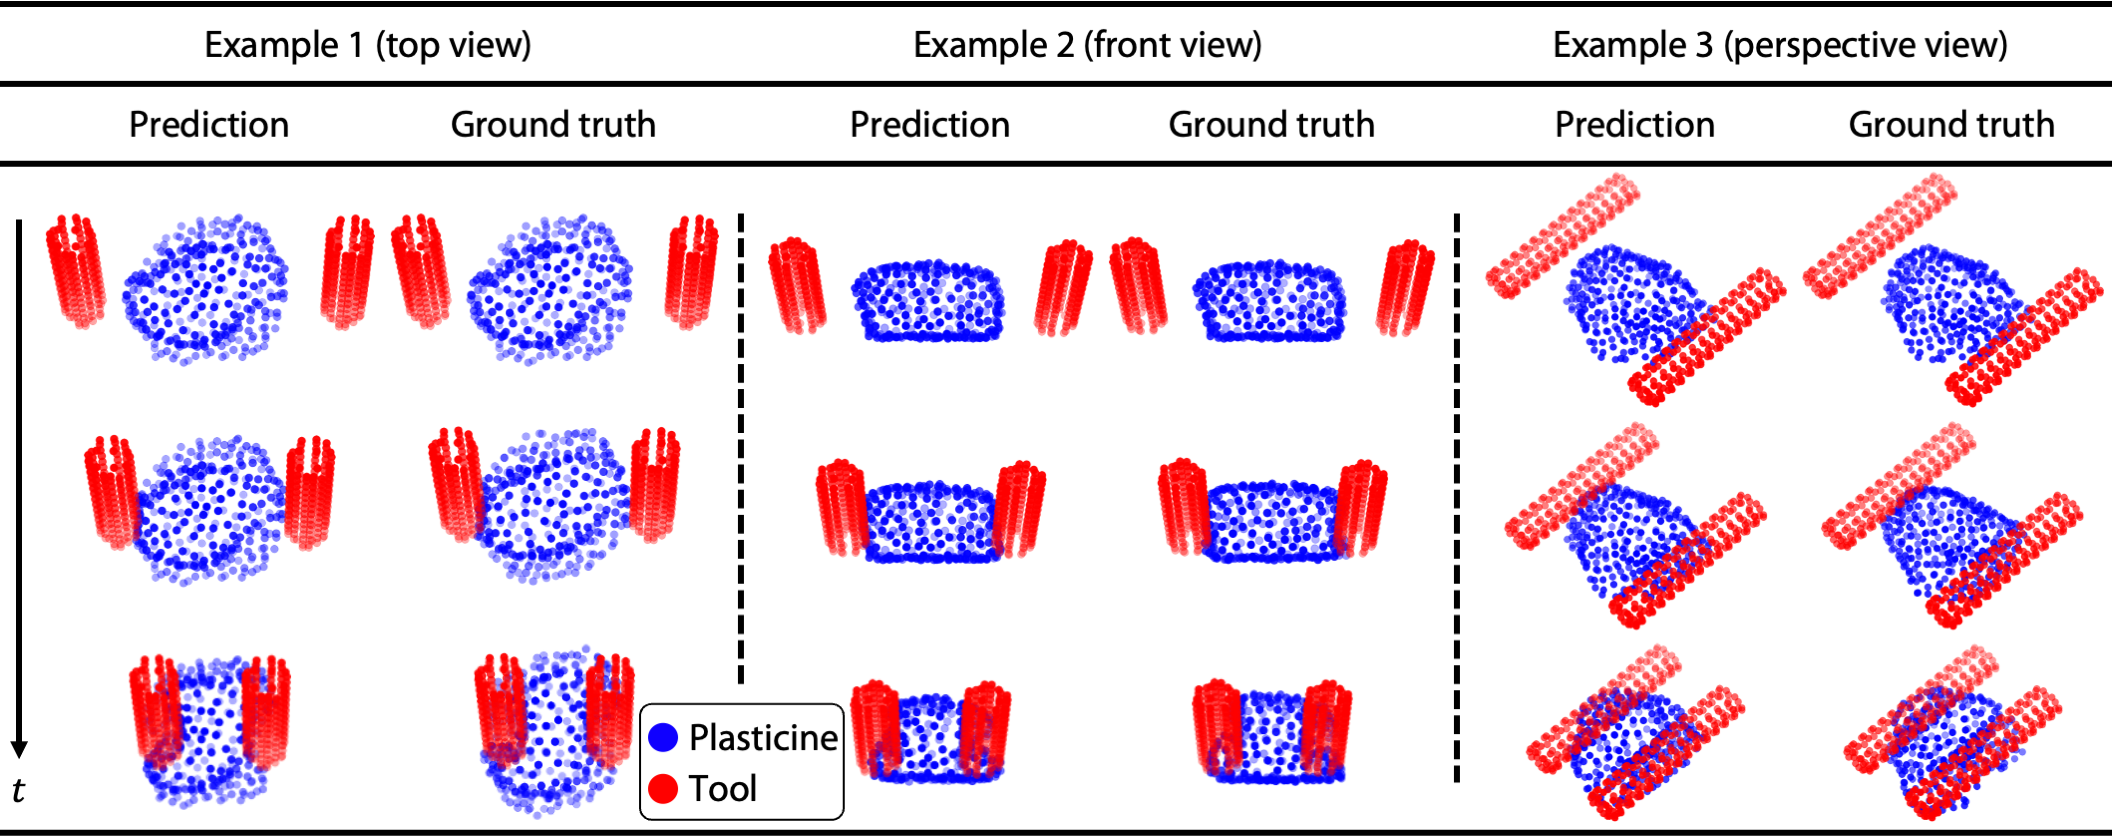 Example 1 (top view) Example 2 (front view) Example 3 (perspective view)
Prediction Ground truth Prediction Ground truth Prediction Ground truth
Plasticine
Tool
t